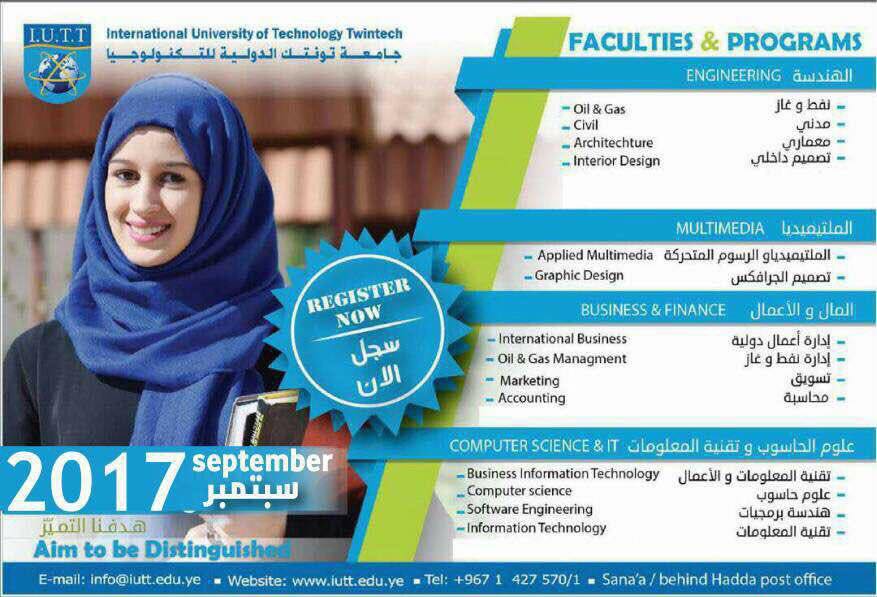 I.U.T.T
International University of Technology Twintech
جامعة تونتك الدولية للتكنولوجيا
FACULTIES & PROGRAMS
ENGINEERING الهندسة
- Oil & Gas نفط و غاز -
- Civil مدني -
- Architechture معماري -
- Interior Design تصميم داخلي -
MULTIMEDIA الملتيميديا
- Applied Multimedia الملتيميدياو الرسوم المتحركة -
- Graphic Design تصميم الجرافكس -
BUSINESS & FINANCE المال و الأعمال
- International Business إدارة أعمال دولية -
- Oil & Gas Managment إدارة نفط و غاز -
- Marketing تسويق -
- Accounting محاسبة -
COMPUTER SCIENCE & IT علوم الحاسوب و تقنية المعلومات
- Business Information Technology تقنية المعلومات و الأعمال -
- Computer science علوم حاسوب -
- Software Engineering هندسة برمجيات -
- Information Technology تقنية المعلومات -
REGISTER
NOW
سجل
الان
2017 september
سبتمبر
هدفنا التميّز
Aim to be Distinguished
E-mail: info@iutt.edu.ye ▪ Website: www.iutt.edu.ye ▪ Tel: +967 1 427 570/1 ▪ Sana'a / behind Hadda post office